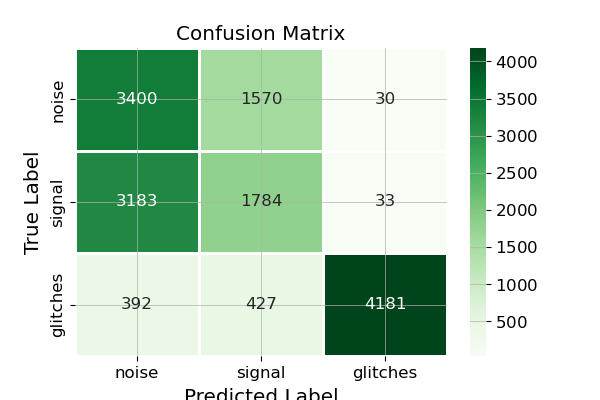 Confusion Matrix
True Label
noise
3400 1570 30
signal
3183 1784 33
glitches
392 427 4181
noise signal glitches
Predicted Label
4000
3500
3000
2500
2000
1500
1000
500